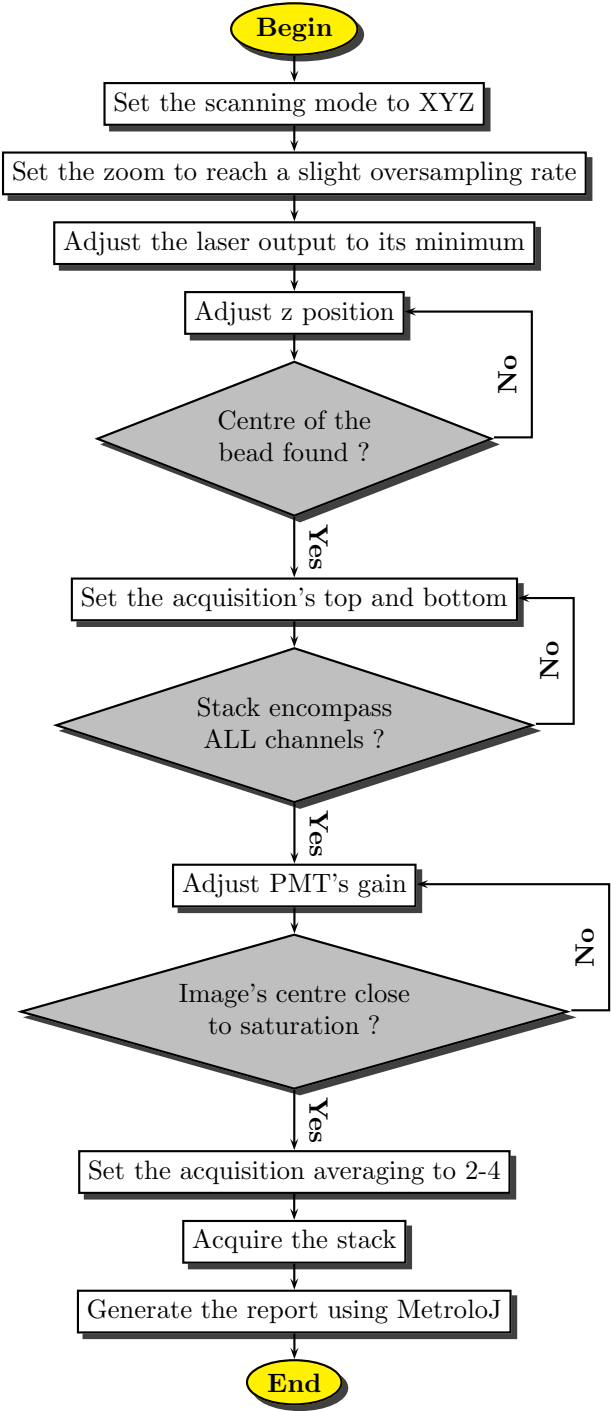 Begin
Set the scanning mode to XYZ
Set the zoom to reach a slight oversampling rate
Adjust the laser output to its minimum
Adjust z position
No
Centre of the
bead found ?
Yes
Set the acquisition's top and bottom
No
Stack encompass
ALL channels ?
Yes
Adjust PMT's gain
No
Image's centre close
to saturation ?
Yes
Set the acquisition averaging to 2-4
Acquire the stack
Generate the report using MetroloJ
End